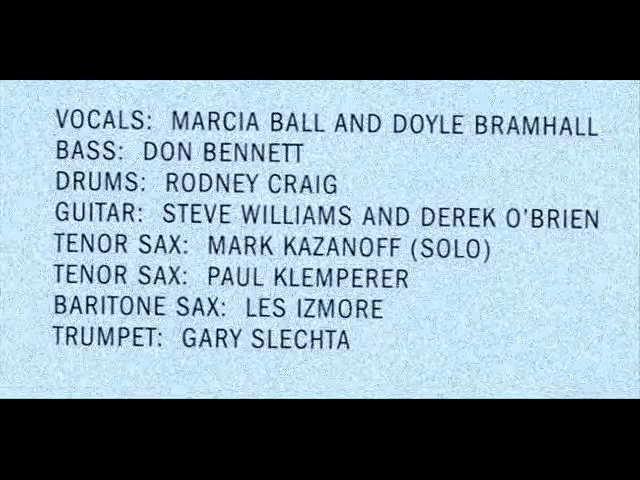 VOCALS: MARCIA BALL AND DOYLE BRAMHALL
BASS: DON BENNETT
DRUMS: RODNEY CRAIG
GUITAR: STEVE WILLIAMS AND DEREK O'BRIEN
TENOR SAX: MARK KAZANOFF (SOLO)
TENOR SAX: PAUL KLEMPERER
BARITONE SAX: LES IZMORE
TRUMPET: GARY SLECHTA